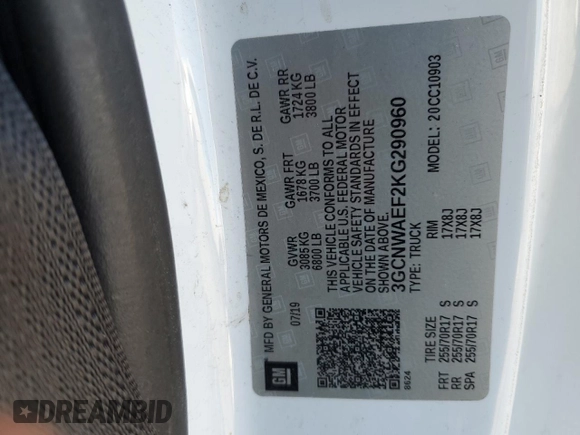 MFD BY GENERAL MOTORS DE MEXICO, S. DE R.L. DE C.V.
07/19
GVWR GAWR FRT GAWR RR
3085 KG 1678 KG 1724 KG
6800 LB 3700 LB 3800 LB
THIS VEHICLE CONFORMS TO ALL
APPLICABLE U.S. FEDERAL MOTOR
VEHICLE SAFETY STANDARDS IN EFFECT
ON THE DATE OF MANUFACTURE
SHOWN ABOVE.
3GCNWAEF2KG290960
TYPE: TRUCK MODEL: 20CC10903
GM
8624
TIRE SIZE RIM
FRT 255/70R17 S 17X8J
RR 255/70R17 S 17X8J
SPA 255/70R17 S 17X8J
DREAMBID